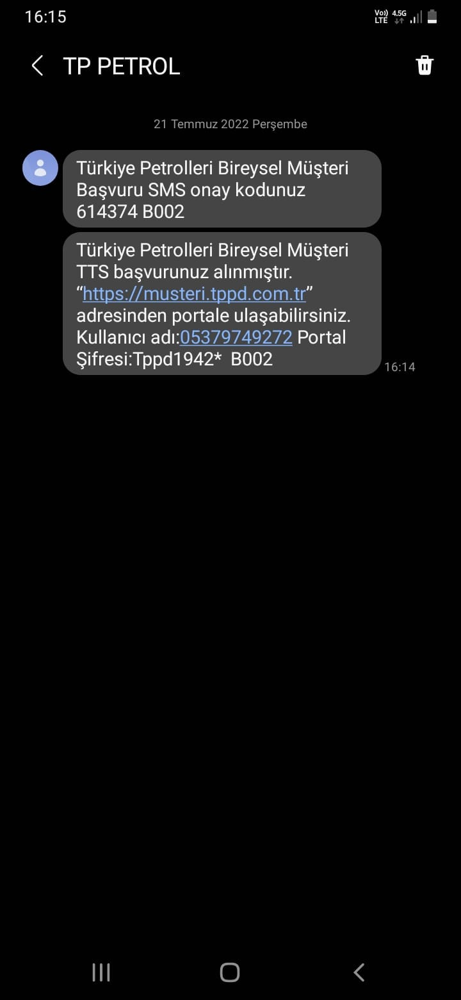 16:15
Vo)) 4.5G
LTE
TP PETROL
21 Temmuz 2022 Perşembe
Türkiye Petrolleri Bireysel Müşteri
Başvuru SMS onay kodunuz
614374 B002
Türkiye Petrolleri Bireysel Müşteri
TTS başvurunuz alınmıştır.
“https://musteri.tppd.com.tr”
adresinden portale ulaşabilirsiniz.
Kullanıcı adı:05379749272 Portal
Şifresi:Tppd1942*  B002
16:14